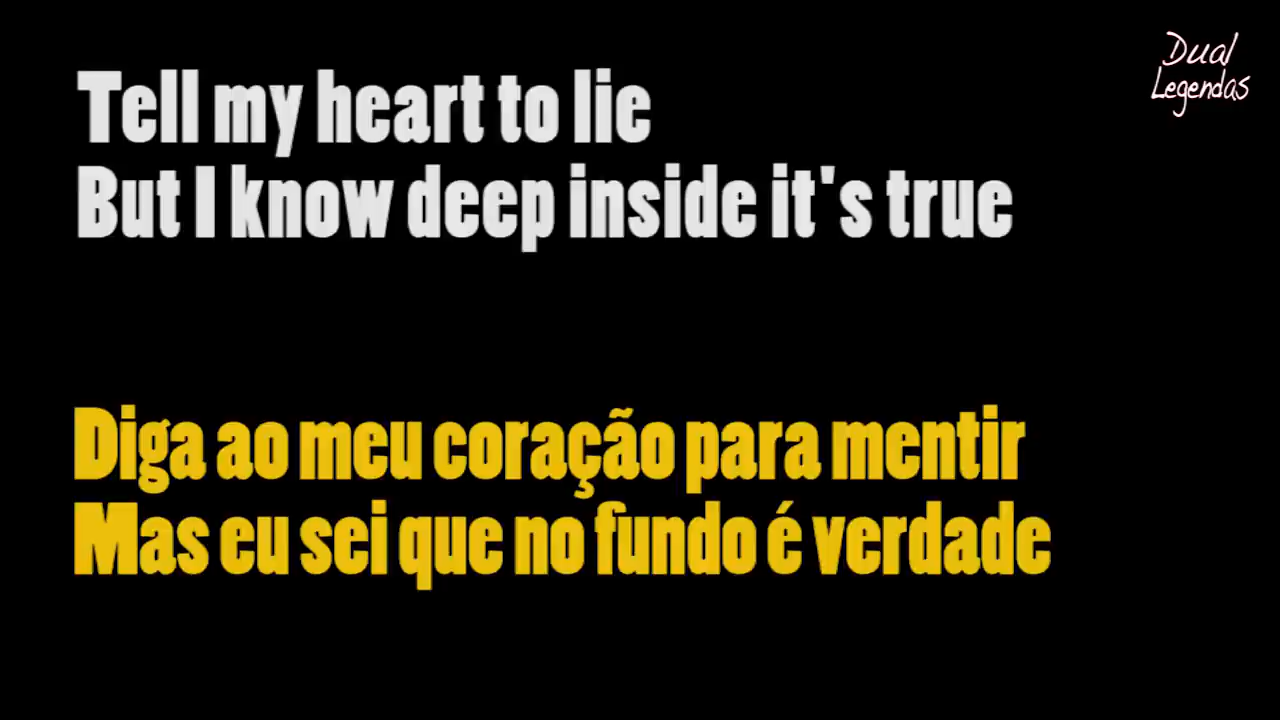 Dual
Legendas
Tell my heart to lie
But I know deep inside it's true
Diga ao meu coração para mentir
Mas eu sei que no fundo é verdade